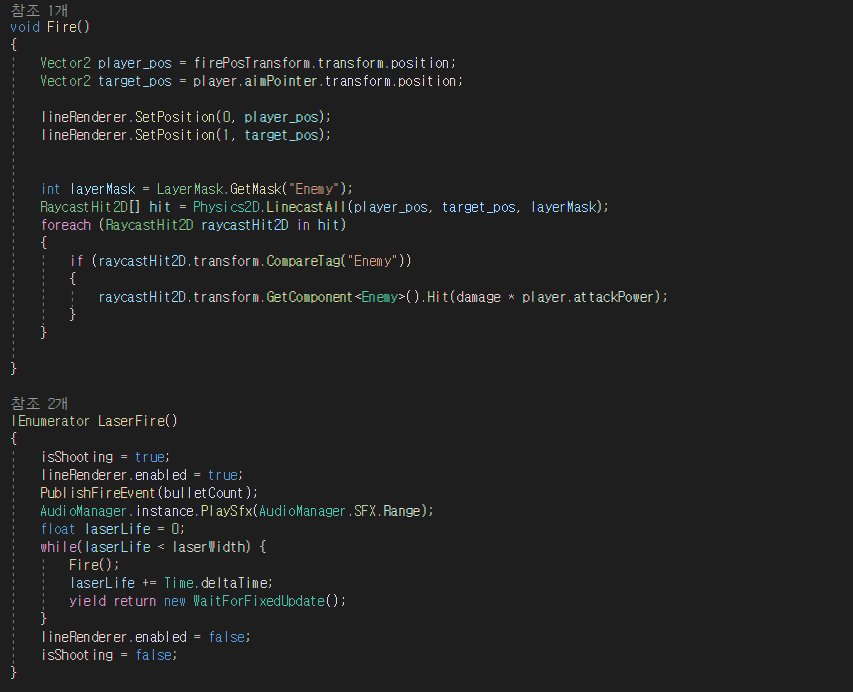 참조 1개
void Fire()
{
    Vector2 player_pos = firePosTransform.transform.position;
    Vector2 target_pos = player.aimPointer.transform.position;

    lineRenderer.SetPosition(0, player_pos);
    lineRenderer.SetPosition(1, target_pos);


    int layerMask = LayerMask.GetMask("Enemy");
    RaycastHit2D[] hit = Physics2D.LinecastAll(player_pos, target_pos, layerMask);
    foreach (RaycastHit2D raycastHit2D in hit)
    {
        if (raycastHit2D.transform.CompareTag("Enemy"))
        {
            raycastHit2D.transform.GetComponent<Enemy>().Hit(damage * player.attackPower);
        }
    }

}

참조 2개
IEnumerator LaserFire()
{
    isShooting = true;
    lineRenderer.enabled = true;
    PublishFireEvent(bulletCount);
    AudioManager.instance.PlaySfx(AudioManager.SFX.Range);
    float laserLife = 0;
    while(laserLife < laserWidth) {
        Fire();
        laserLife += Time.deltaTime;
        yield return new WaitForFixedUpdate();
    }
    lineRenderer.enabled = false;
    isShooting = false;
}